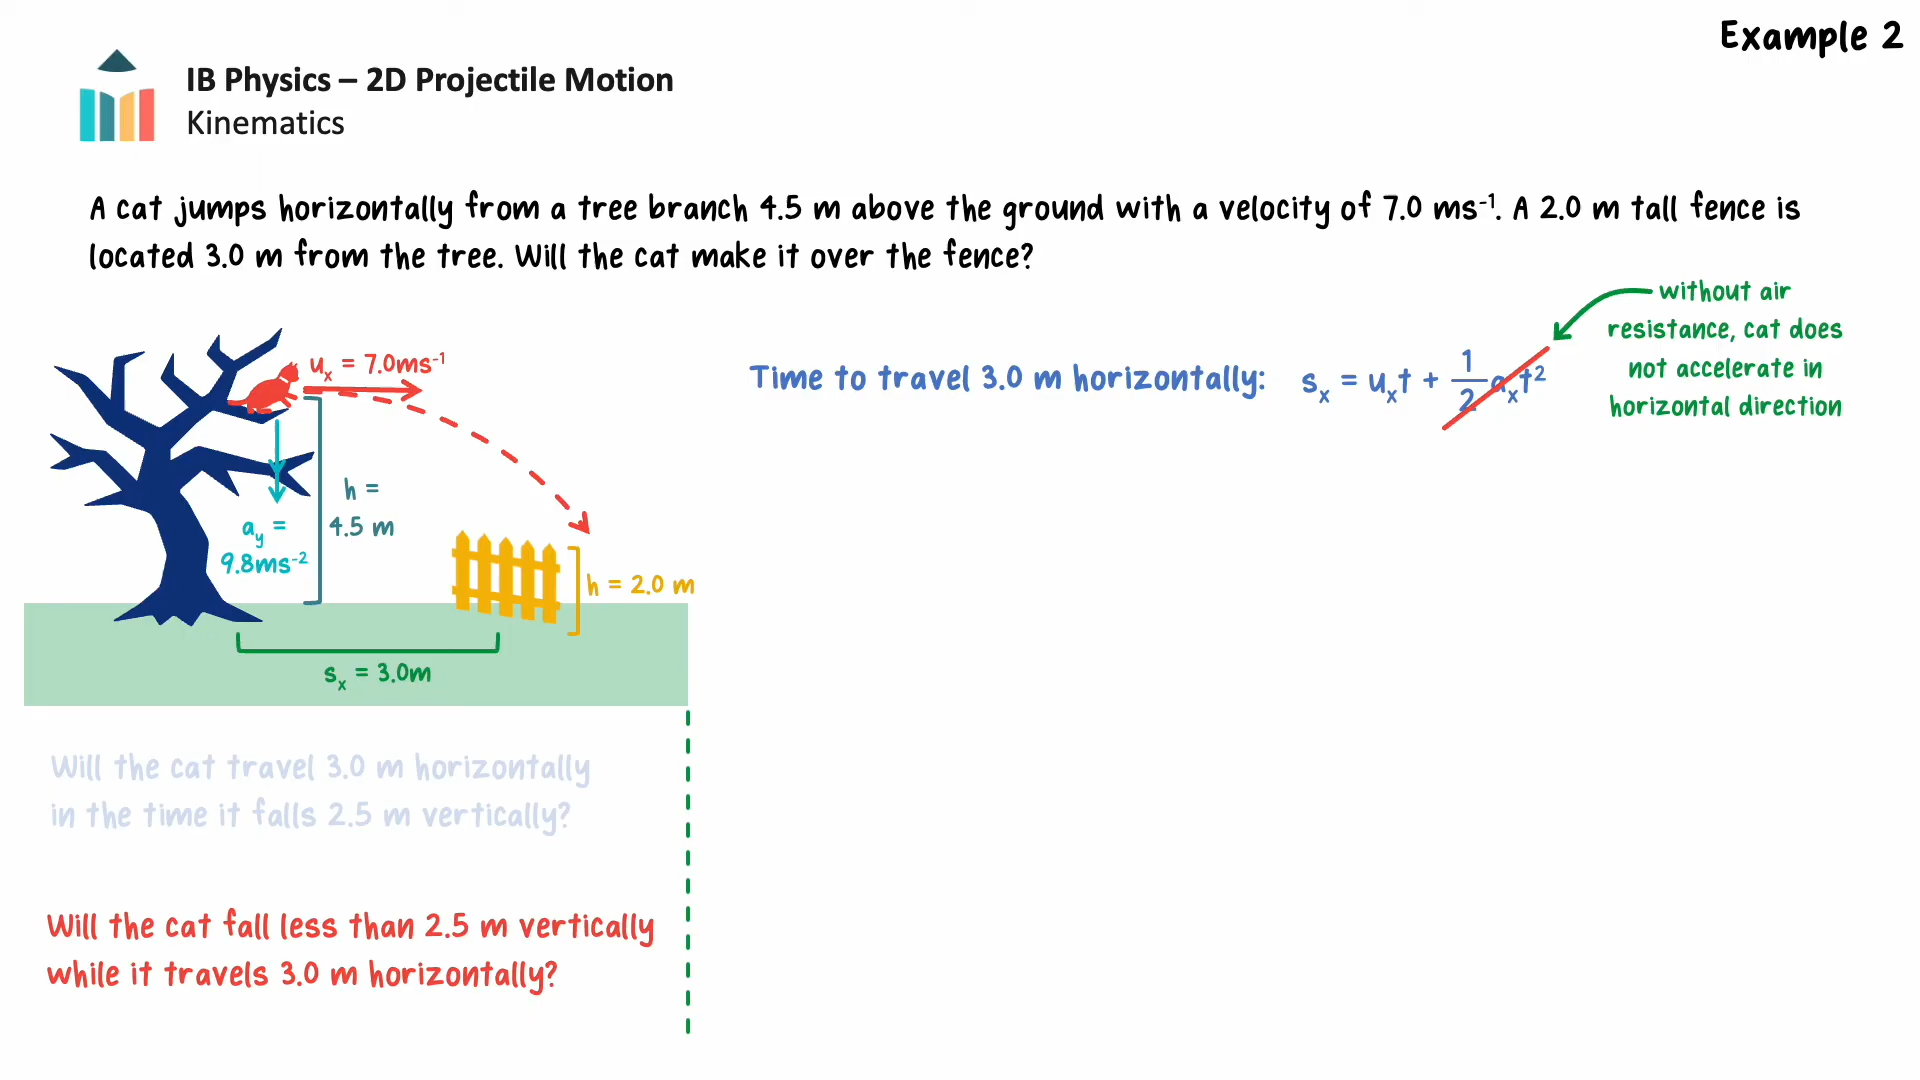 Example 2
IB Physics – 2D Projectile Motion
Kinematics
A cat jumps horizontally from a tree branch 4.5 m above the ground with a velocity of 7.0 ms⁻¹. A 2.0 m tall fence is
located 3.0 m from the tree. Will the cat make it over the fence?
uₓ = 7.0ms⁻¹
h =
4.5 m
a_y =
9.8ms⁻²
h = 2.0 m
sₓ = 3.0m
Will the cat travel 3.0 m horizontally
in the time it falls 2.5 m vertically?
Will the cat fall less than 2.5 m vertically
while it travels 3.0 m horizontally?
Time to travel 3.0 m horizontally: sₓ = uₓt + 1/2 aₓt²
without air
resistance, cat does
not accelerate in
horizontal direction